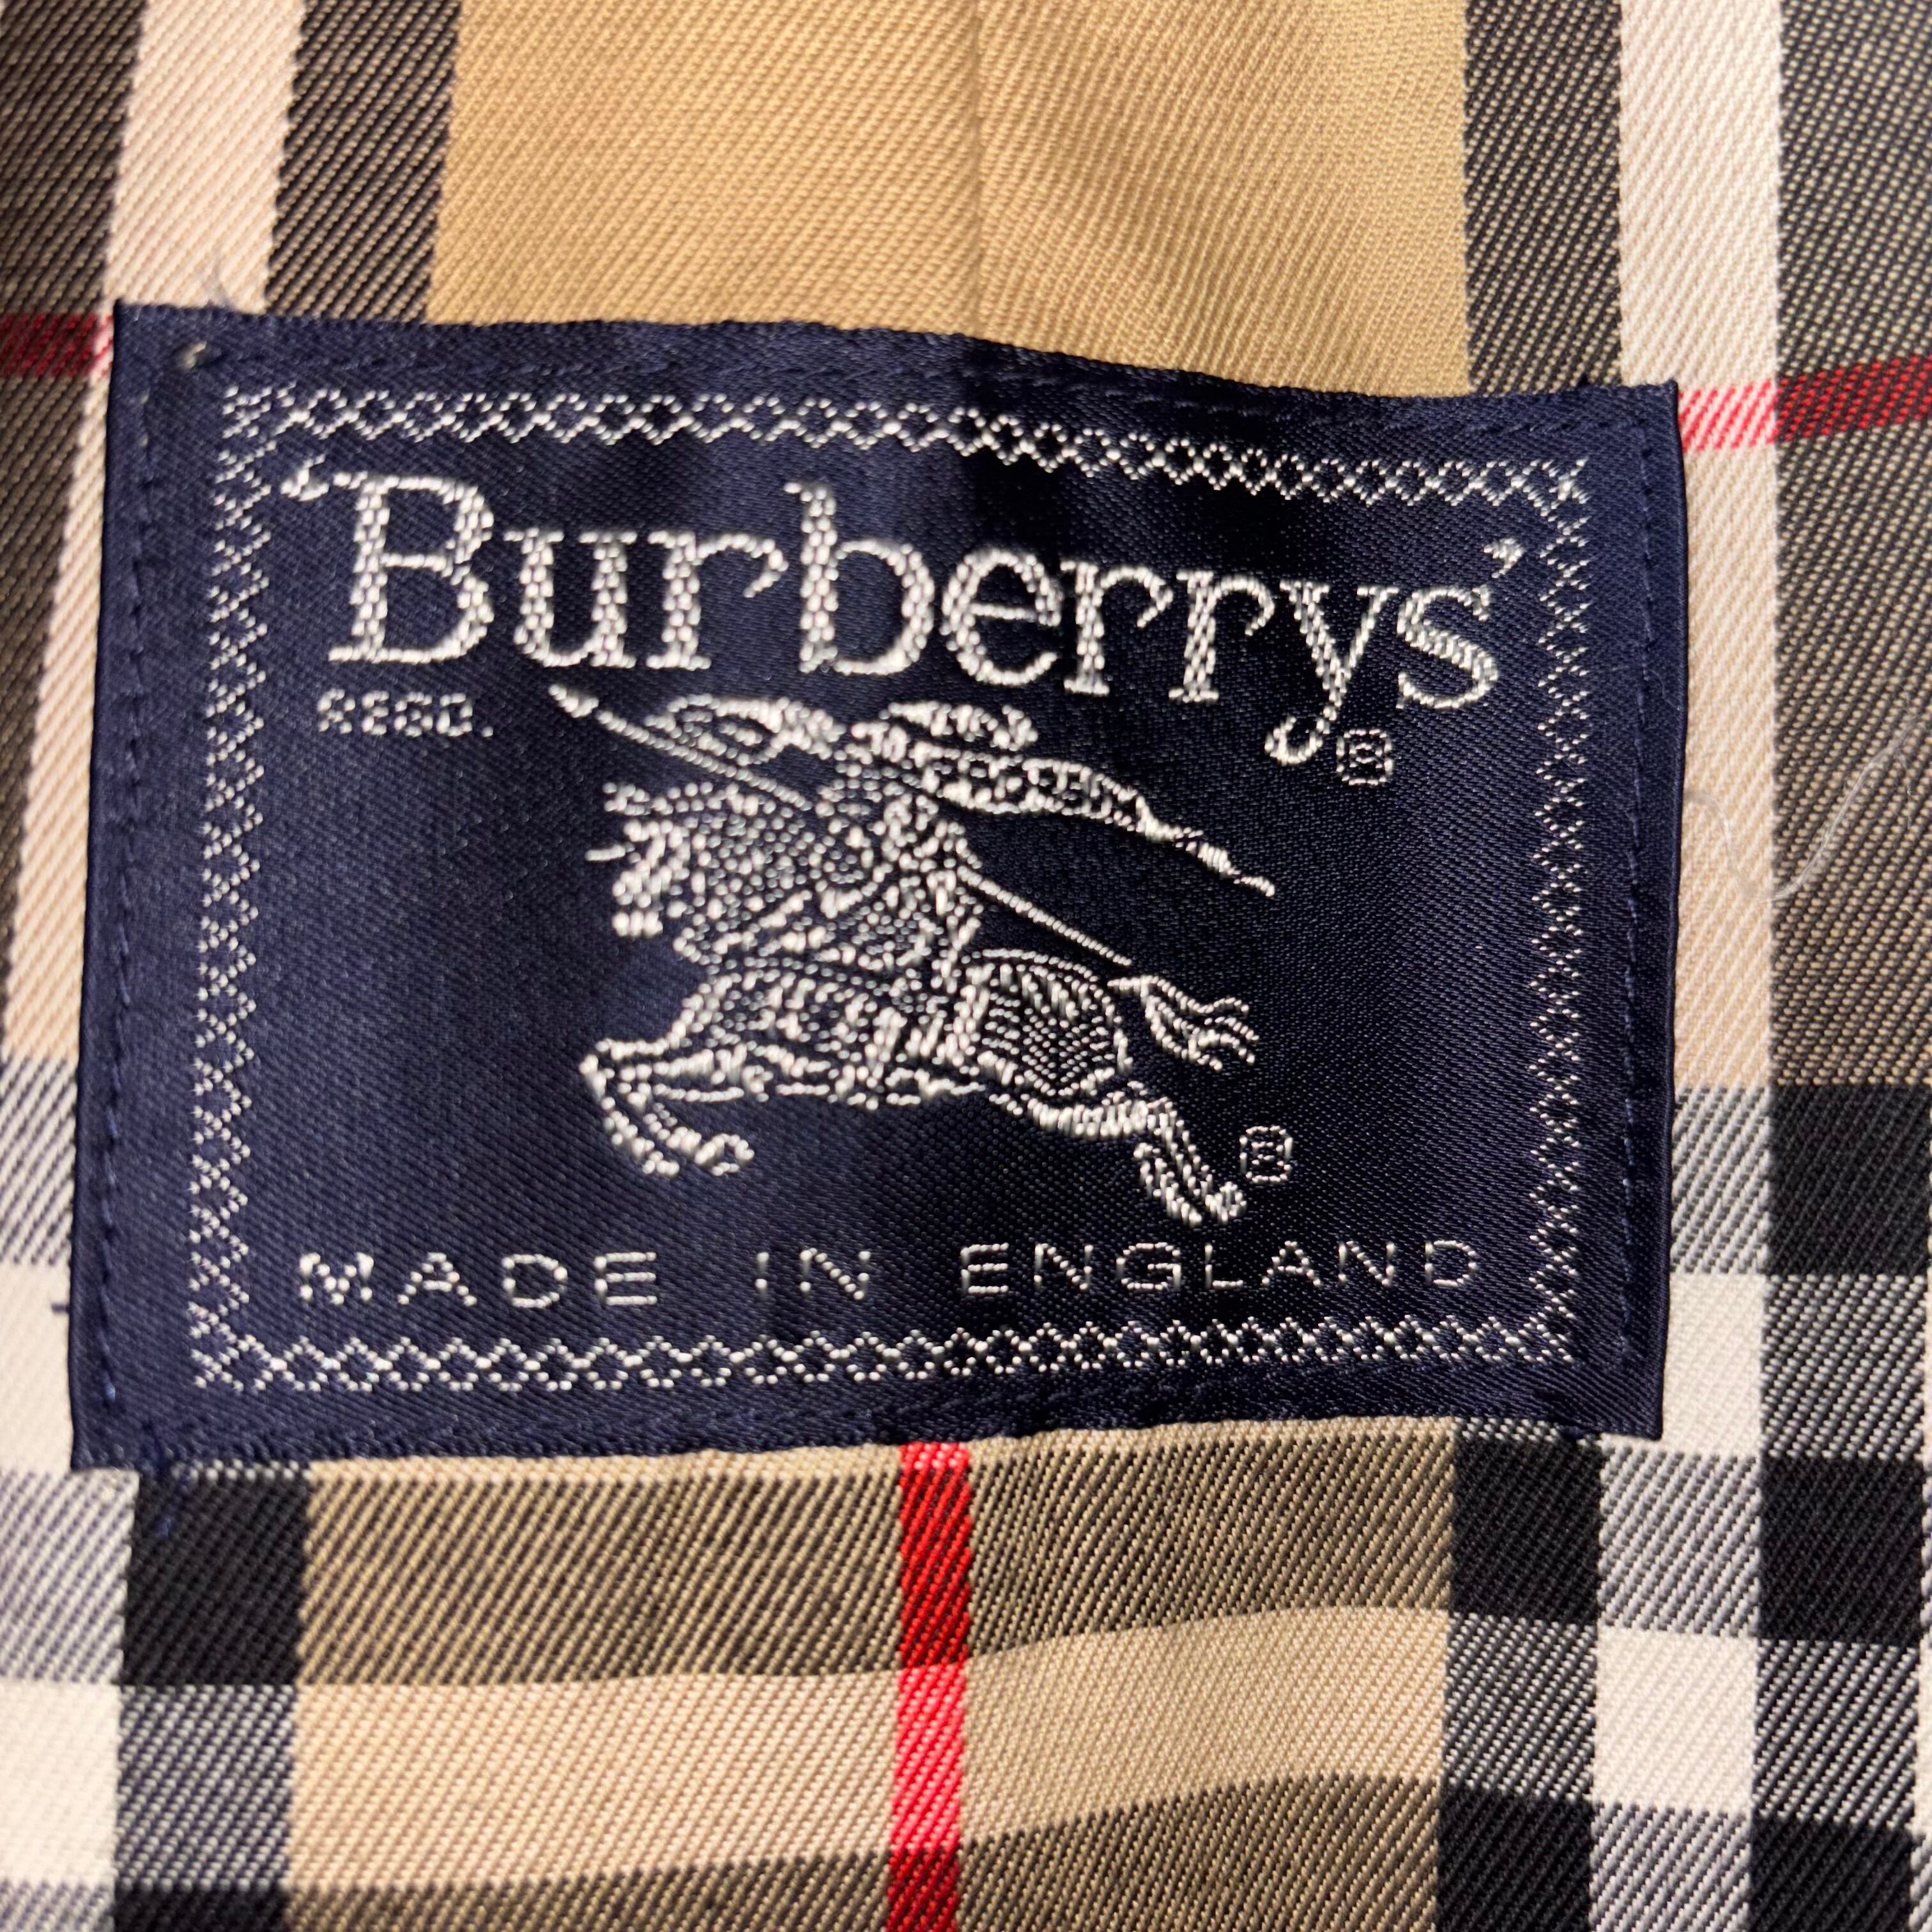 ‘Burberrys’
REGD. ®
®
MADE IN ENGLAND